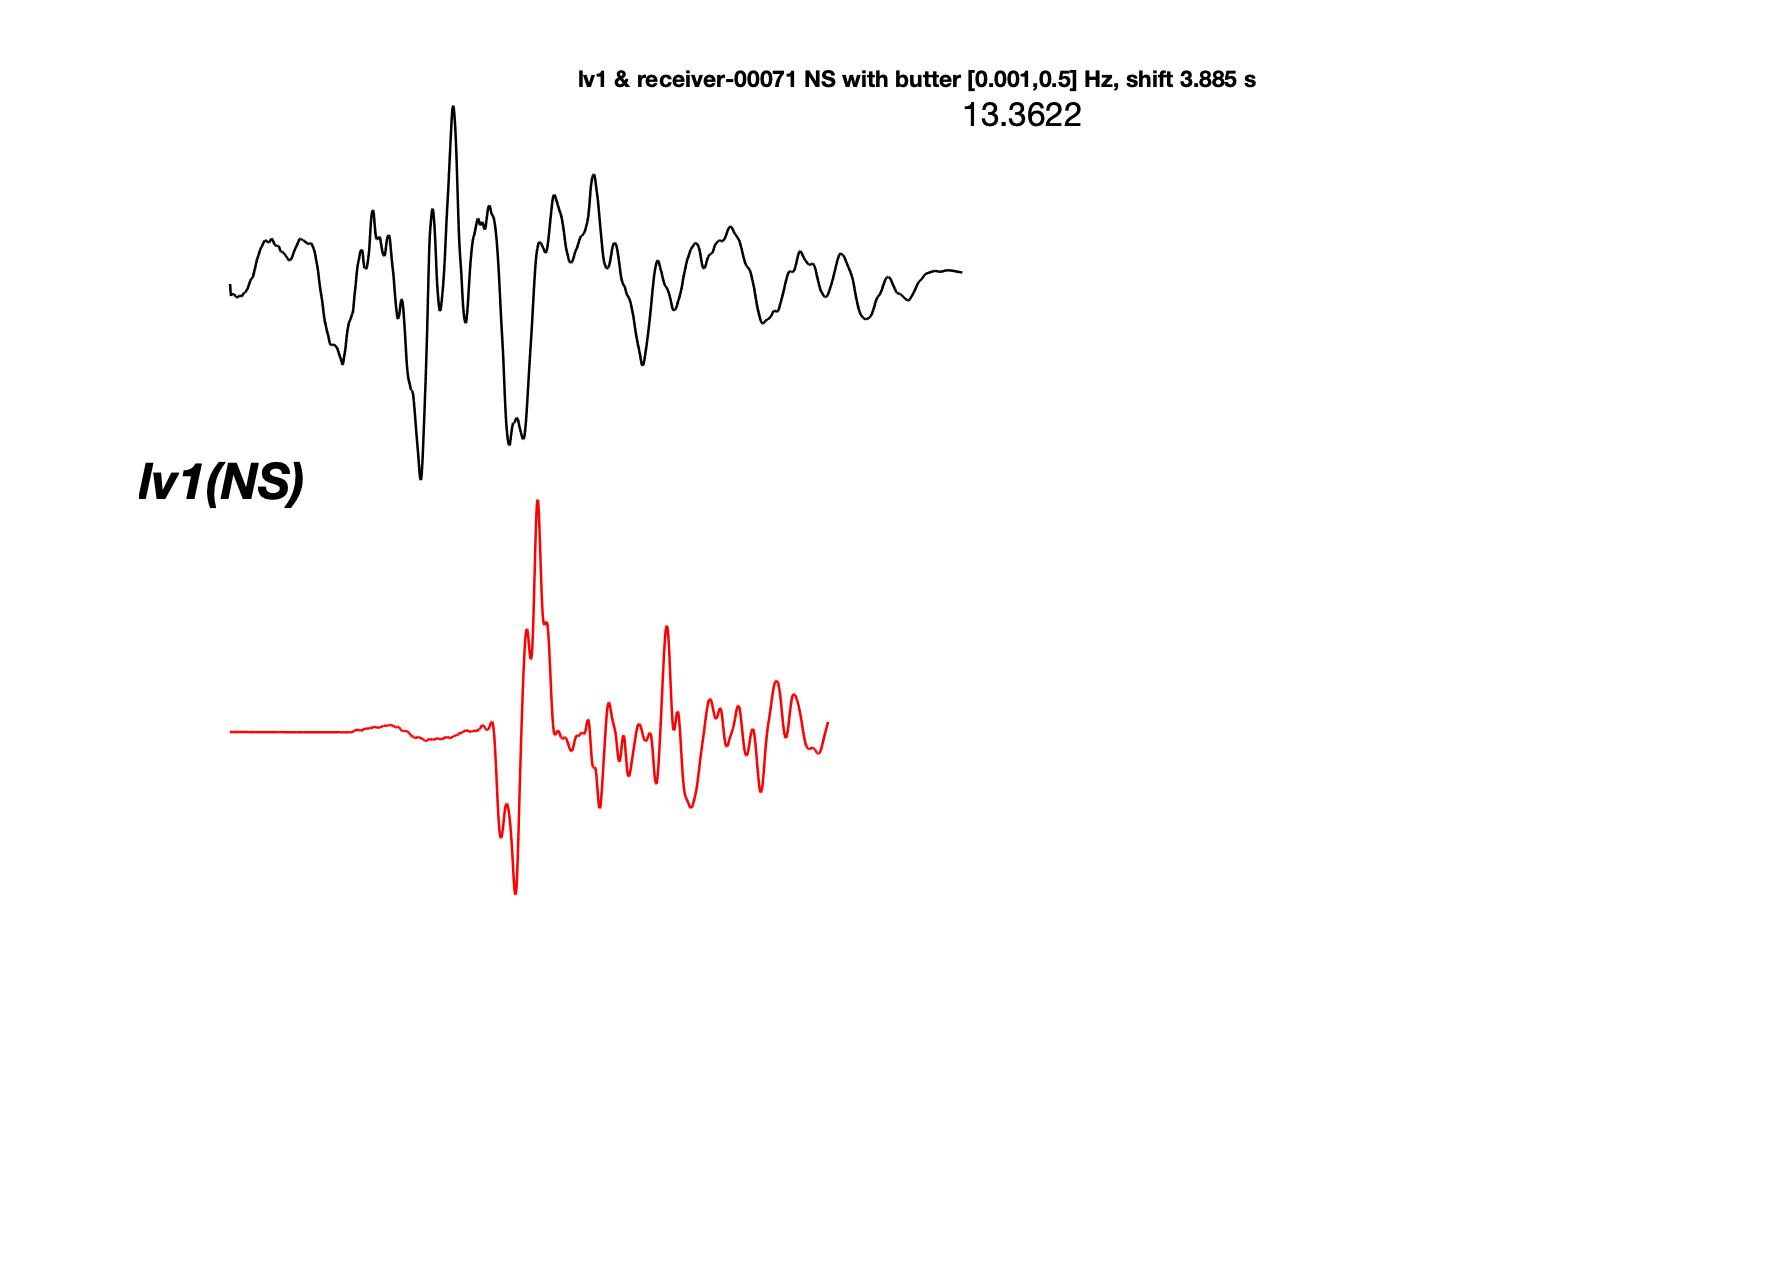 lv1 & receiver-00071 NS with butter [0.001,0.5] Hz, shift 3.885 s
13.3622
lv1(NS)